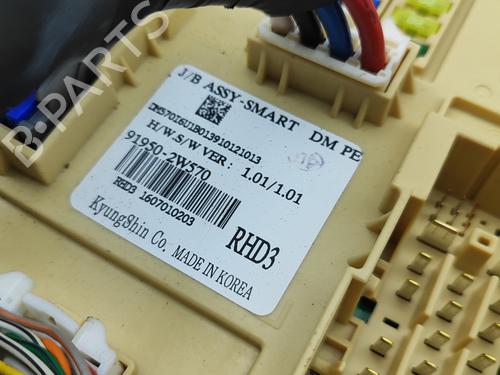 J/B ASSY-SMART DM PE
H/W S/W VER : 1.01/1.01
91950-2W570
RHD3 1607010203
RHD3
KyungShin Co. MADE IN KOREA
B-PARTS